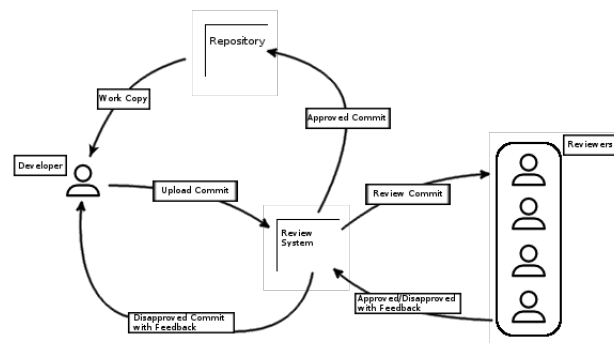 Repository
Work Copy
Approved Commit
Developer
Reviewers
Upload Commit
Review Commit
Review
System
Approved/Disapproved
with Feedback
Disapproved Commit
with Feedback